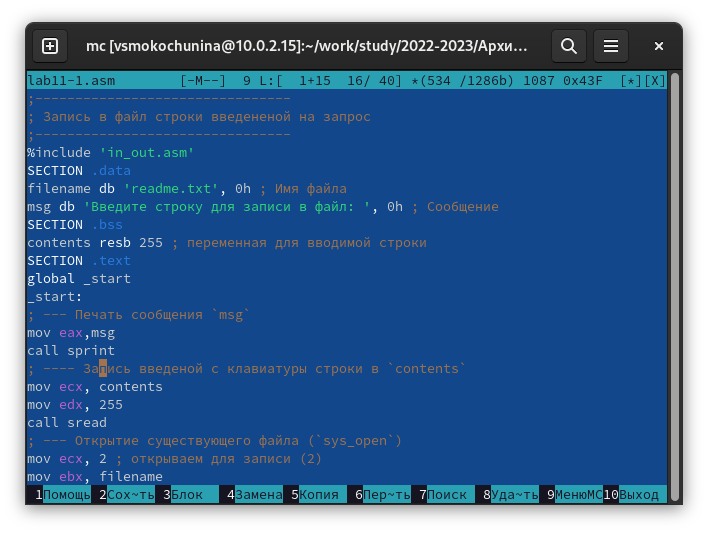 mc [vsmokochunina@10.0.2.15]:~/work/study/2022-2023/Архи...
lab11-1.asm [-M--] 9 L:[ 1+15 16/ 40] *(534 /1286b) 1087 0x43F [*][X]
;--------------------------------
; Запись в файл строки введененой на запрос
;--------------------------------
%include 'in_out.asm'
SECTION .data
filename db 'readme.txt', 0h ; Имя файла
msg db 'Введите строку для записи в файл: ', 0h ; Сообщение
SECTION .bss
contents resb 255 ; переменная для вводимой строки
SECTION .text
global _start
_start:
; --- Печать сообщения `msg`
mov eax,msg
call sprint
; ---- Запись введеной с клавиатуры строки в `contents`
mov ecx, contents
mov edx, 255
call sread
; --- Открытие существующего файла (`sys_open`)
mov ecx, 2 ; открываем для записи (2)
mov ebx, filename
1Помощь 2Сох~ть 3Блок 4Замена 5Копия 6Пер~ть 7Поиск 8Уда~ть 9МенюMC 10Выход